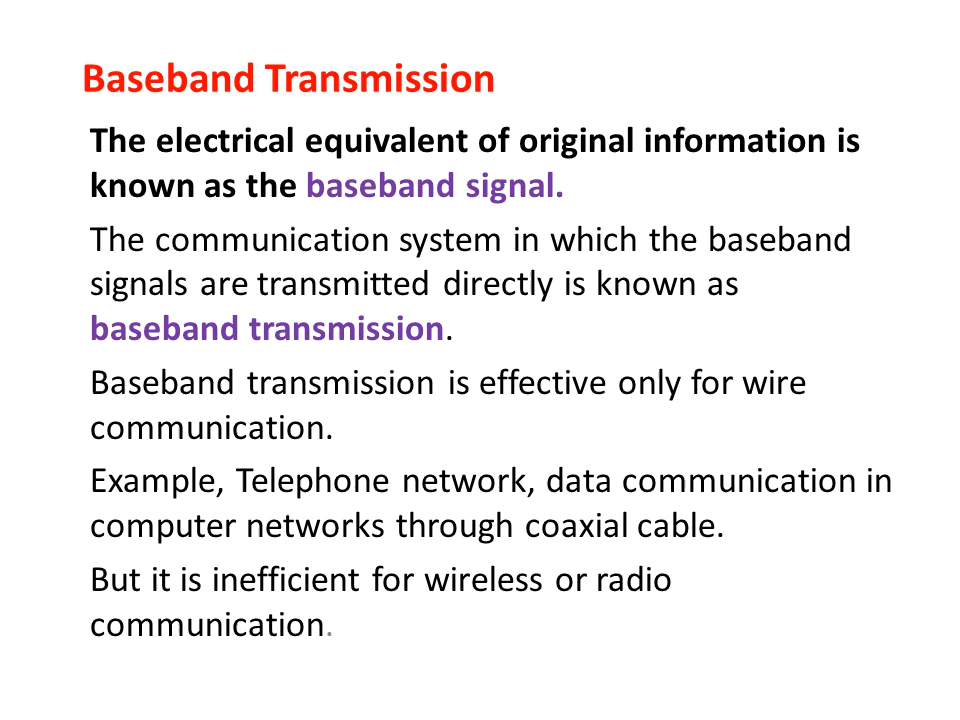 Baseband Transmission
The electrical equivalent of original information is
known as the baseband signal.
The communication system in which the baseband
signals are transmitted directly is known as
baseband transmission.
Baseband transmission is effective only for wire
communication.
Example, Telephone network, data communication in
computer networks through coaxial cable.
But it is inefficient for wireless or radio
communication.